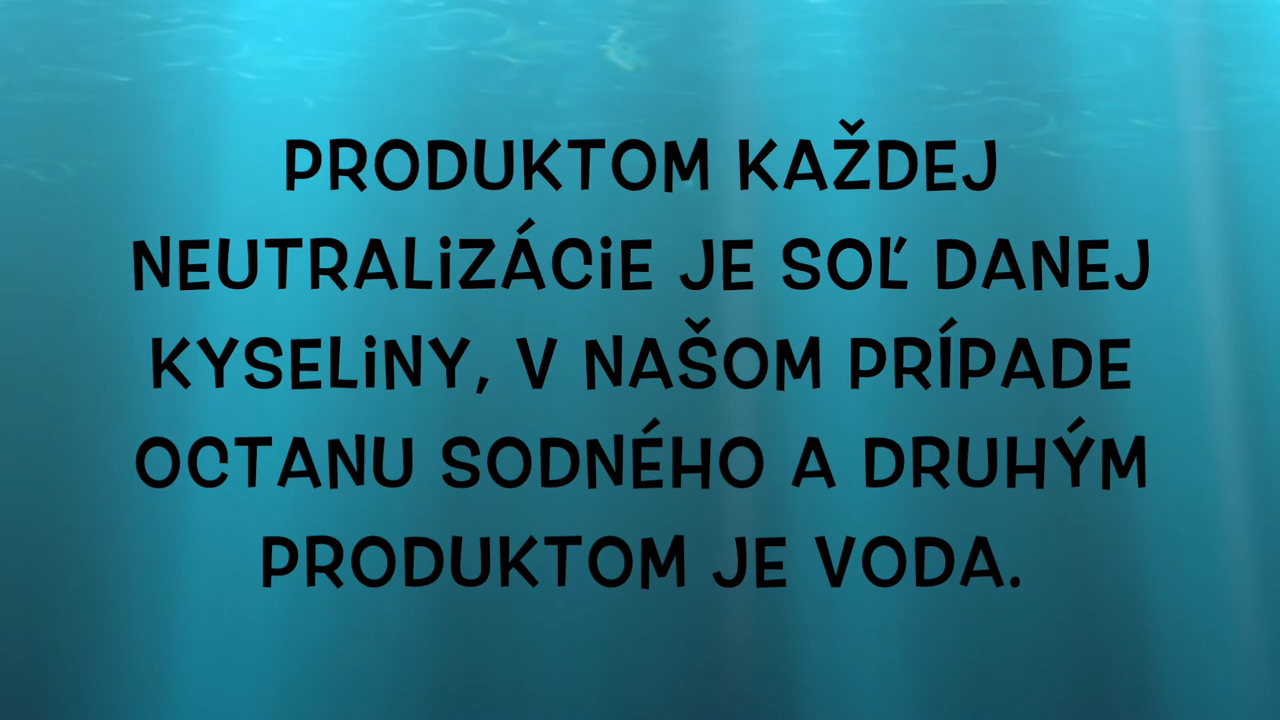 PRODUKTOM KAŽDEJ
NEUTRALiZÁCiE JE SOĽ DANEJ
KYSELiNY, V NAŠOM PRÍPADE
OCTANU SODNÉHO A DRUHÝM
PRODUKTOM JE VODA.